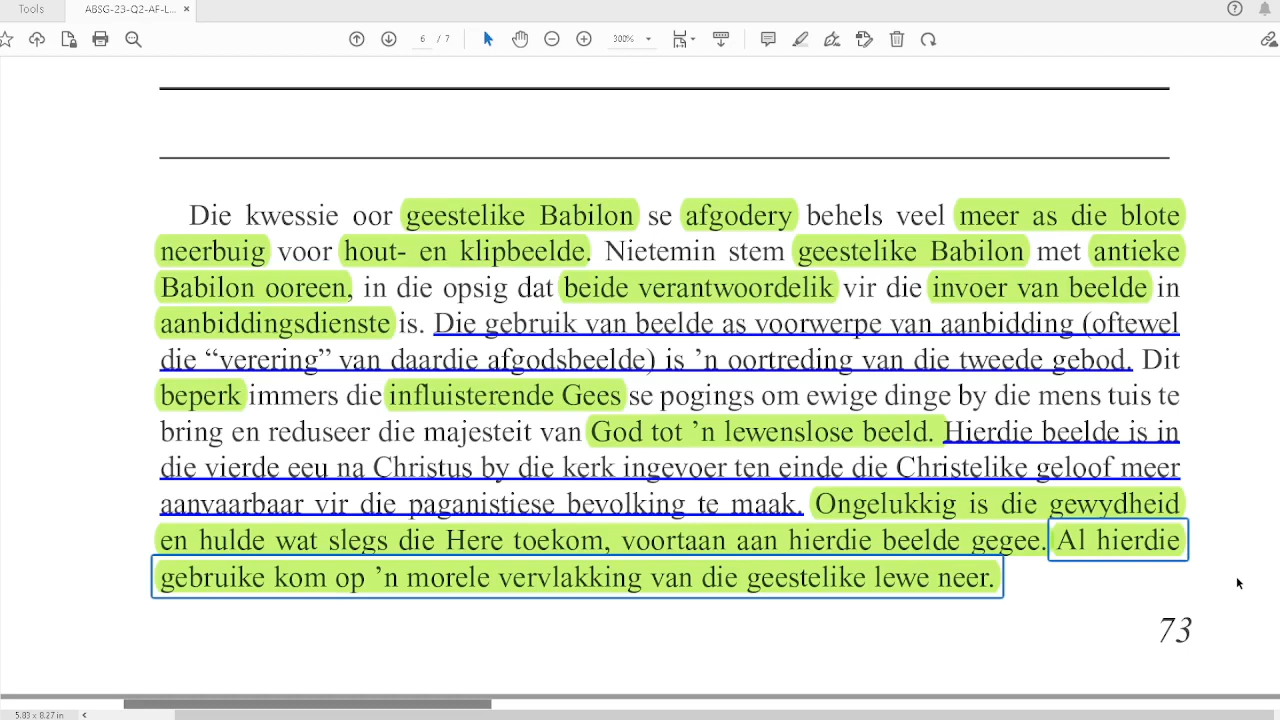 Tools
ABSG-23-Q2-AF-L... ×
6 / 7
300%
Die kwessie oor geestelike Babilon se afgodery behels veel meer as die blote
neerbuig voor hout- en klipbeelde. Nietemin stem geestelike Babilon met antieke
Babilon ooreen, in die opsig dat beide verantwoordelik vir die invoer van beelde in
aanbiddingsdienste is. Die gebruik van beelde as voorwerpe van aanbidding (oftewel
die “verering” van daardie afgodsbeelde) is ’n oortreding van die tweede gebod. Dit
beperk immers die influisterende Gees se pogings om ewige dinge by die mens tuis te
bring en reduseer die majesteit van God tot ’n lewenslose beeld. Hierdie beelde is in
die vierde eeu na Christus by die kerk ingevoer ten einde die Christelike geloof meer
aanvaarbaar vir die paganistiese bevolking te maak. Ongelukkig is die gewydheid
en hulde wat slegs die Here toekom, voortaan aan hierdie beelde gegee. Al hierdie
gebruike kom op ’n morele vervlakking van die geestelike lewe neer.
73
5.83 x 8.27 in